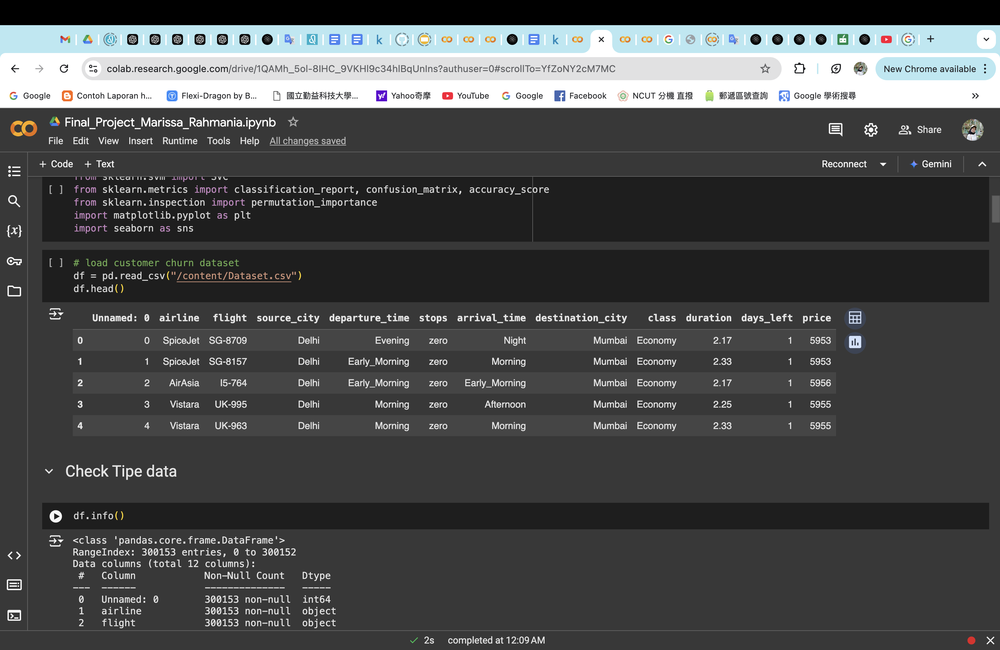 colab.research.google.com/drive/1QAMh_5ol-8IHC_9VKHl9c34hlBqUnIns?authuser=0#scrollTo=YfZoNY2cM7MC
New Chrome available
Google Contoh Laporan h... Flexi-Dragon by B... 國立勤益科技大學... Yahoo奇摩 YouTube Google Facebook NCUT 分機 直撥 郵遞區號查詢 Google 學術搜尋
Final_Project_Marissa_Rahmania.ipynb
File Edit View Insert Runtime Tools Help All changes saved
Share
+ Code + Text
Reconnect Gemini
from sklearn.svm import SVC
[ ] from sklearn.metrics import classification_report, confusion_matrix, accuracy_score
from sklearn.inspection import permutation_importance
import matplotlib.pyplot as plt
import seaborn as sns
[ ] # load customer churn dataset
df = pd.read_csv("/content/Dataset.csv")
df.head()
Unnamed: 0 airline flight source_city departure_time stops arrival_time destination_city class duration days_left price
0 0 SpiceJet SG-8709 Delhi Evening zero Night Mumbai Economy 2.17 1 5953
1 1 SpiceJet SG-8157 Delhi Early_Morning zero Morning Mumbai Economy 2.33 1 5953
2 2 AirAsia I5-764 Delhi Early_Morning zero Early_Morning Mumbai Economy 2.17 1 5956
3 3 Vistara UK-995 Delhi Morning zero Afternoon Mumbai Economy 2.25 1 5955
4 4 Vistara UK-963 Delhi Morning zero Morning Mumbai Economy 2.33 1 5955
Check Tipe data
df.info()
<class 'pandas.core.frame.DataFrame'>
RangeIndex: 300153 entries, 0 to 300152
Data columns (total 12 columns):
# Column Non-Null Count Dtype
--- ------ -------------- -----
0 Unnamed: 0 300153 non-null int64
1 airline 300153 non-null object
2 flight 300153 non-null object
2s completed at 12:09 AM